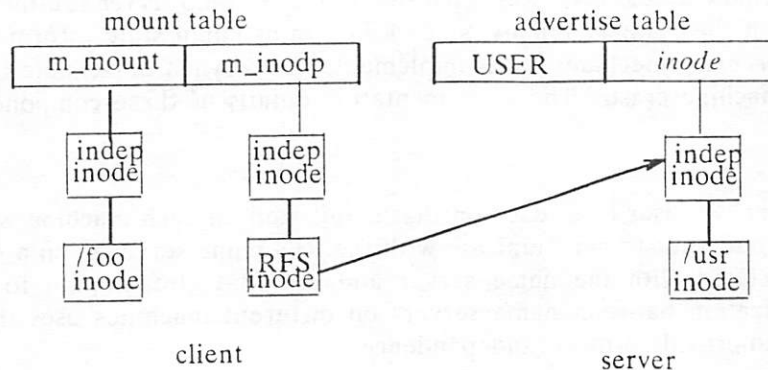 mount table
advertise table
m_mount
m_inodp
USER
inode
indep
inode
indep
inode
indep
inode
/foo
inode
RFS
inode
/usr
inode
client
server